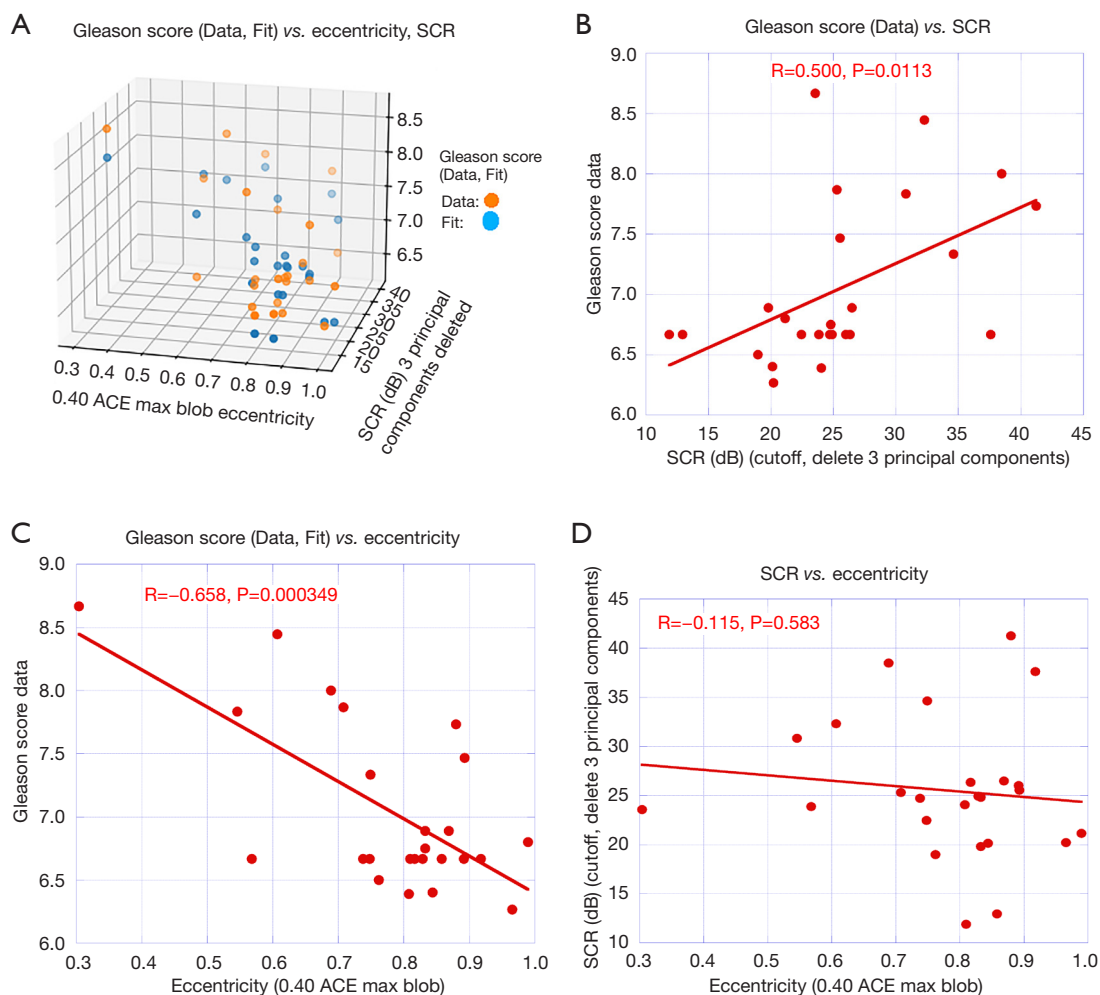 A
Gleason score (Data, Fit) vs. eccentricity, SCR
8.5
8.0
7.5
7.0
6.5
Gleason score
(Data, Fit)
Data:
Fit:
40
35
30
25
20
15
0.3 0.4 0.5 0.6 0.7 0.8 0.9 1.0
0.40 ACE max blob eccentricity
SCR (dB) 3 principal
components deleted
B
Gleason score (Data) vs. SCR
R=0.500, P=0.0113
Gleason score data
9.0
8.5
8.0
7.5
7.0
6.5
6.0
10 15 20 25 30 35 40 45
SCR (dB) (cutoff, delete 3 principal components)
C
Gleason score (Data, Fit) vs. eccentricity
R=−0.658, P=0.000349
Gleason score data
9.0
8.5
8.0
7.5
7.0
6.5
6.0
0.3 0.4 0.5 0.6 0.7 0.8 0.9 1.0
Eccentricity (0.40 ACE max blob)
D
SCR vs. eccentricity
R=−0.115, P=0.583
SCR (dB) (cutoff, delete 3 principal components)
45
40
35
30
25
20
15
10
0.3 0.4 0.5 0.6 0.7 0.8 0.9 1.0
Eccentricity (0.40 ACE max blob)